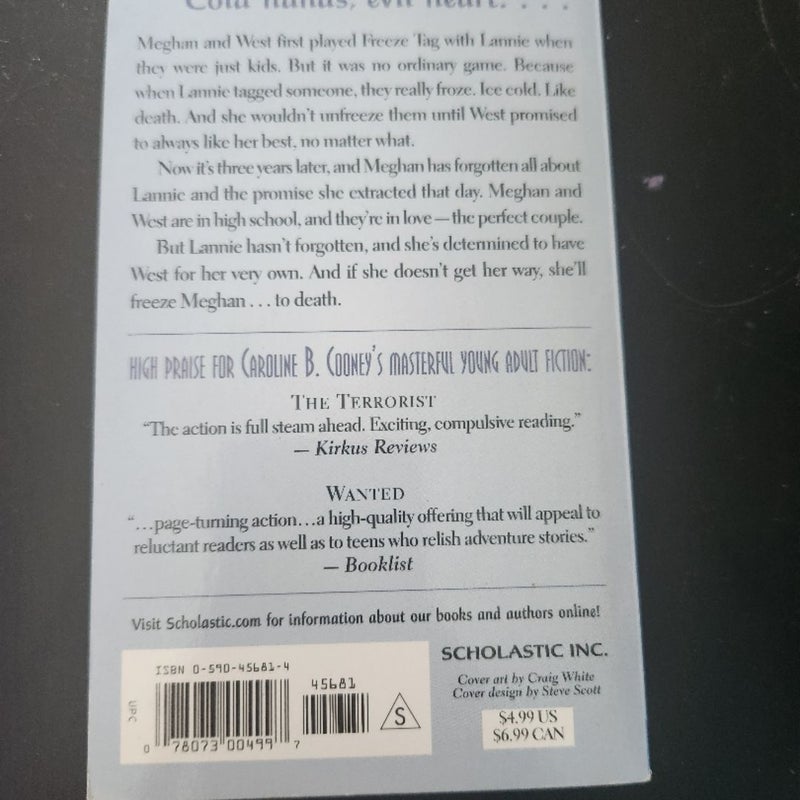 Cold hands, evil heart. . . .
Meghan and West first played Freeze Tag with Lannie when
they were just kids. But it was no ordinary game. Because
when Lannie tagged someone, they really froze. Ice cold. Like
death. And she wouldn't unfreeze them until West promised
to always like her best, no matter what.
Now it's three years later, and Meghan has forgotten all about
Lannie and the promise she extracted that day. Meghan and
West are in high school, and they're in love—the perfect couple.
But Lannie hasn't forgotten, and she's determined to have
West for her very own. And if she doesn't get her way, she'll
freeze Meghan . . . to death.
HIGH PRAISE FOR CAROLINE B. COONEY'S MASTERFUL YOUNG ADULT FICTION:
THE TERRORIST
“The action is full steam ahead. Exciting, compulsive reading.”
— Kirkus Reviews
WANTED
“…page-turning action…a high-quality offering that will appeal to
reluctant readers as well as to teens who relish adventure stories.”
— Booklist
Visit Scholastic.com for information about our books and authors online!
SCHOLASTIC INC.
Cover art by Craig White
Cover design by Steve Scott
$4.99 US
$6.99 CAN
ISBN 0-590-45681-4
45681
UPC
S
0 78073 00499 7